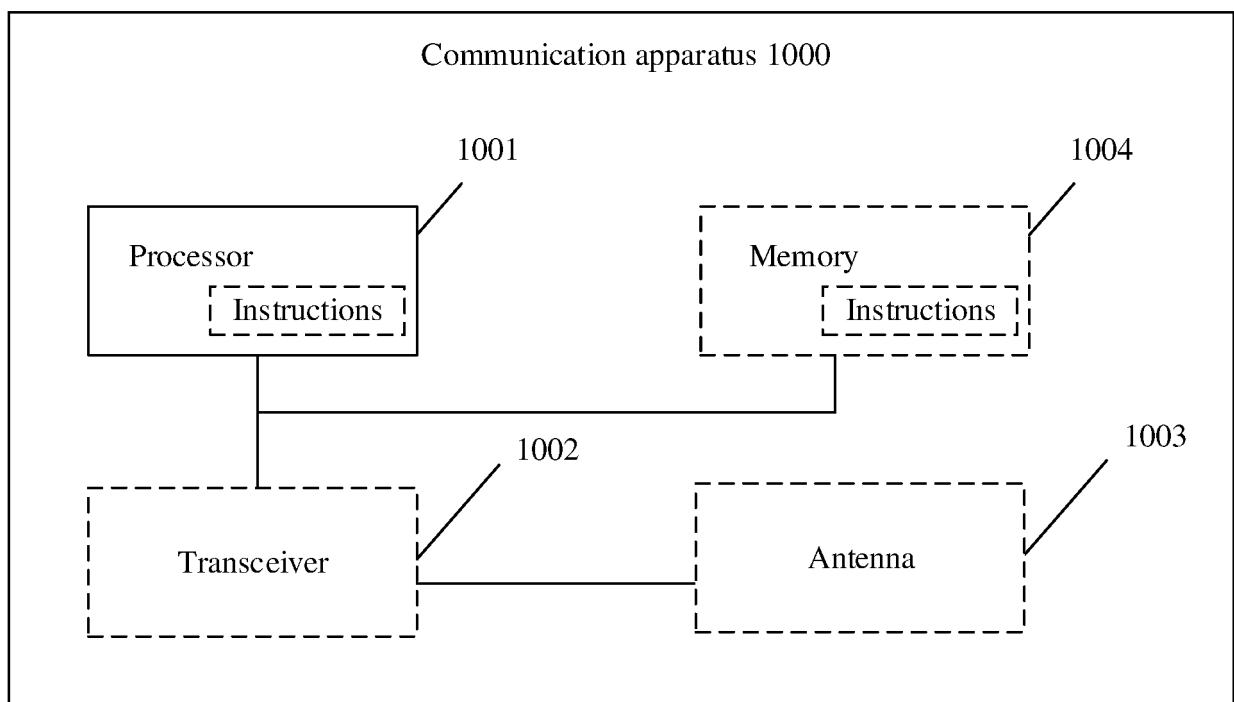 Communication apparatus 1000
1001
1004
Processor
Instructions
Memory
Instructions
1002
1003
Transceiver
Antenna